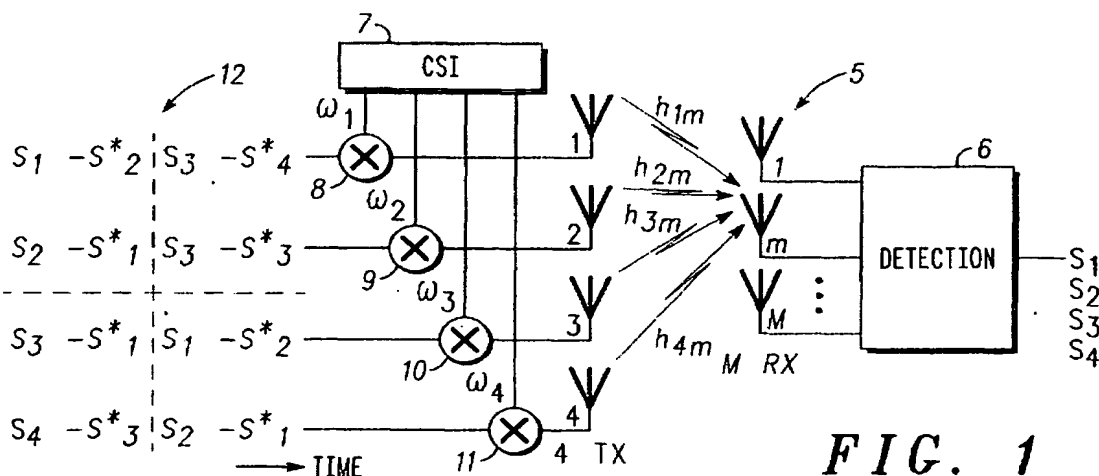 7
CSI
12
5
ω1
h1m
6
S1 -S*2 S3 -S*4
8
1
1
ω2
h2m
S2 -S*1 S3 -S*3
9
2
h3m
m
DETECTION
S1
S2
S3
S4
ω3
S3 -S*1 S1 -S*2
10
3
h4m
M
M RX
ω4
S4 -S*3 S2 -S*1
11
4
4 TX
TIME
FIG. 1